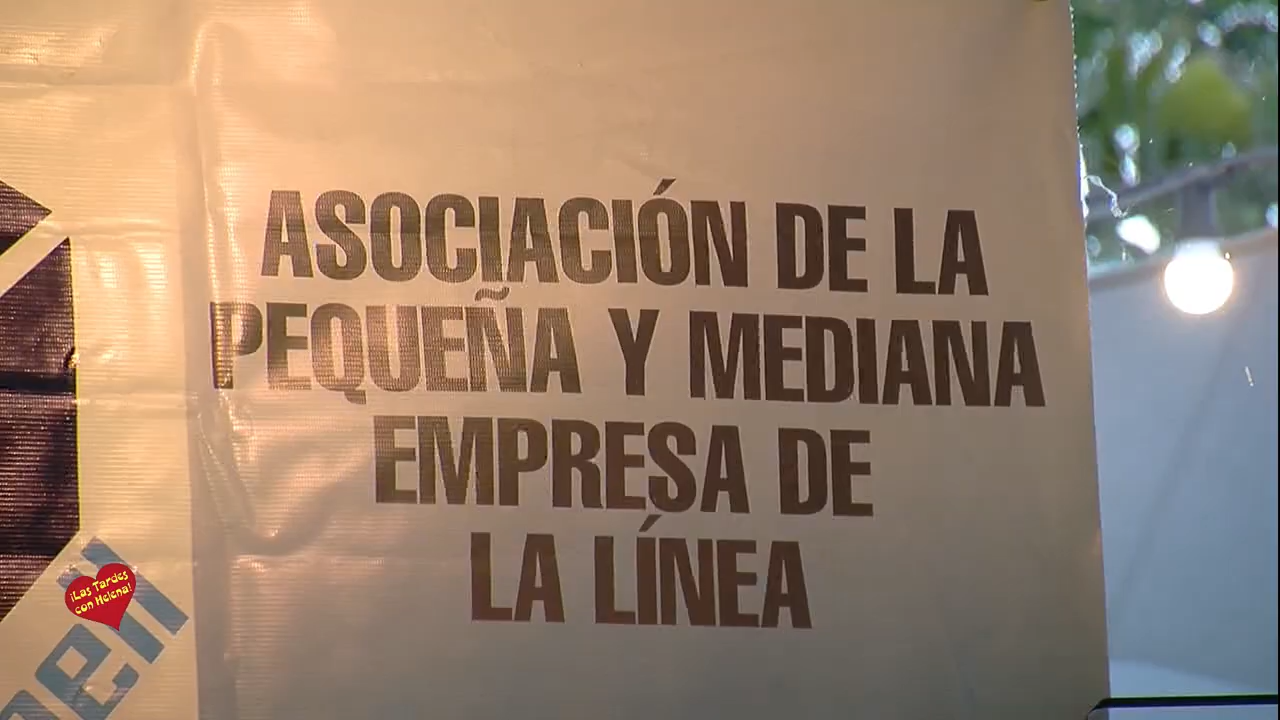 ASOCIACIÓN DE LA
PEQUEÑA Y MEDIANA
EMPRESA DE
LA LÍNEA
¡Las Tardes
con Helena!